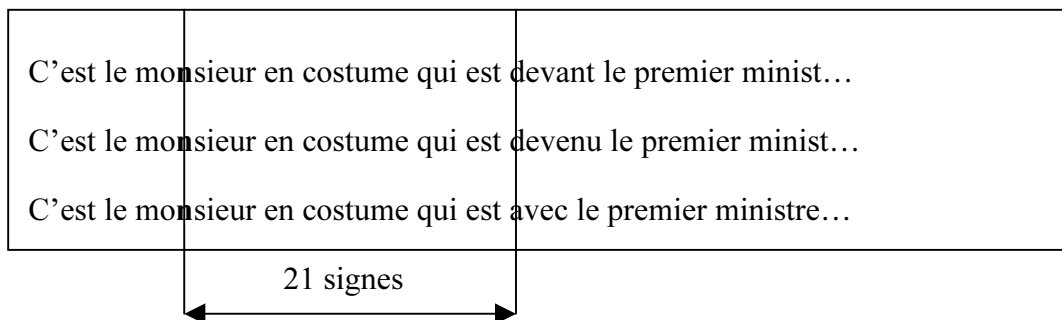 C’est le monsieur en costume qui est devant le premier minist…
C’est le monsieur en costume qui est devenu le premier minist…
C’est le monsieur en costume qui est avec le premier ministre…
21 signes